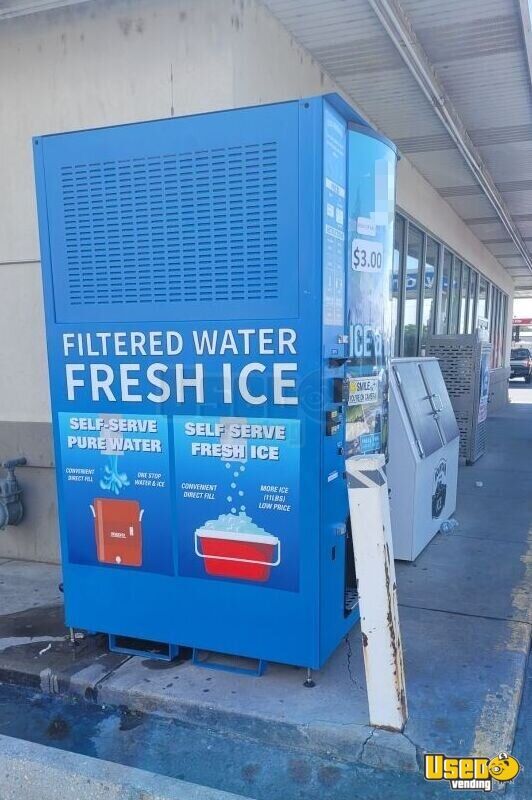 $3.00
ICE
FILTERED WATER
FRESH ICE
SMILE
SELF-SERVE
PURE WATER
CONVENIENT
DIRECT FILL
ONE STOP
WATER & ICE
SELF SERVE
FRESH ICE
CONVENIENT
DIRECT FILL
MORE ICE
(11LBS)
LOW PRICE
Used
vending